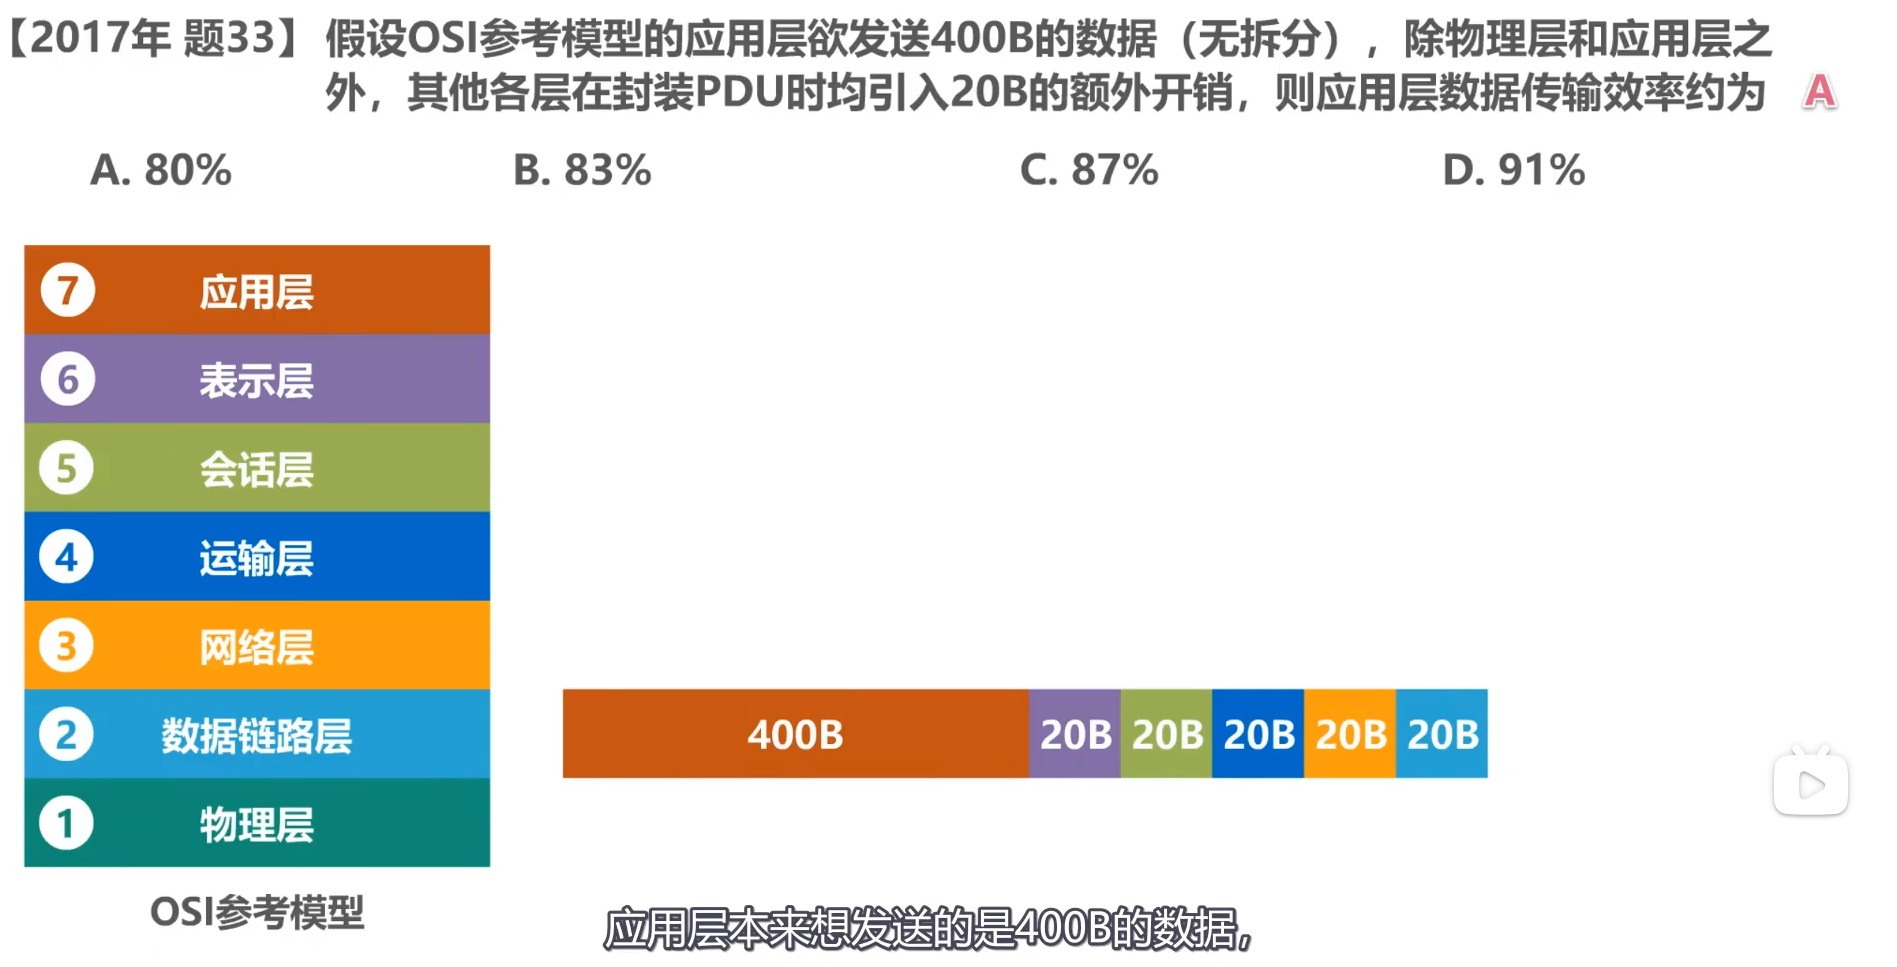 【2017年 题33】 假设OSI参考模型的应用层欲发送400B的数据（无拆分），除物理层和应用层之
外，其他各层在封装PDU时均引入20B的额外开销，则应用层数据传输效率约为 A
A. 80% B. 83% C. 87% D. 91%
7 应用层
6 表示层
5 会话层
4 运输层
3 网络层
2 数据链路层
400B 20B 20B 20B 20B 20B
1 物理层
OSI参考模型
应用层本来想发送的是400B的数据，